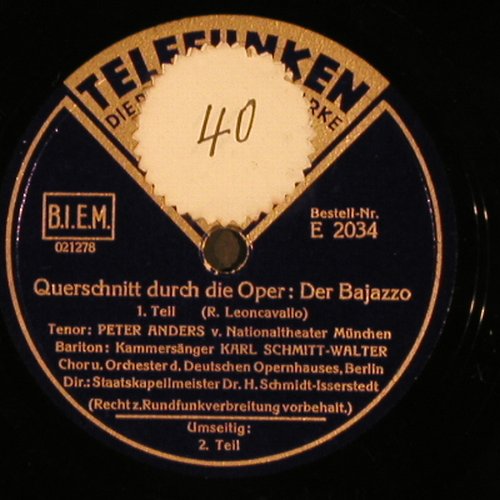 TELEFUNKEN
DIE
40
B.I.E.M.
021278
Bestell-Nr.
E 2034
Querschnitt durch die Oper: Der Bajazzo
1. Teil (R. Leoncavallo)
Tenor: PETER ANDERS v. Nationaltheater München
Bariton: Kammersänger KARL SCHMITT-WALTER
Chor u. Orchester d. Deutschen Opernhauses, Berlin
Dir.: Staatskapellmeister Dr. H. Schmidt-Isserstedt
(Recht z. Rundfunkverbreitung vorbehalt.)
Umseitig:
2. Teil